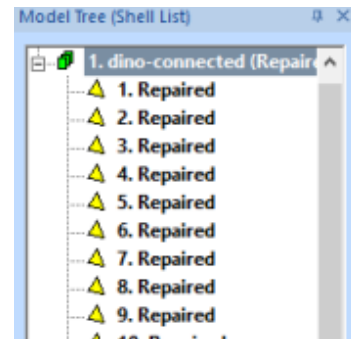 Model Tree (Shell List)
1. dino-connected (Repaire
1. Repaired
2. Repaired
3. Repaired
4. Repaired
5. Repaired
6. Repaired
7. Repaired
8. Repaired
9. Repaired